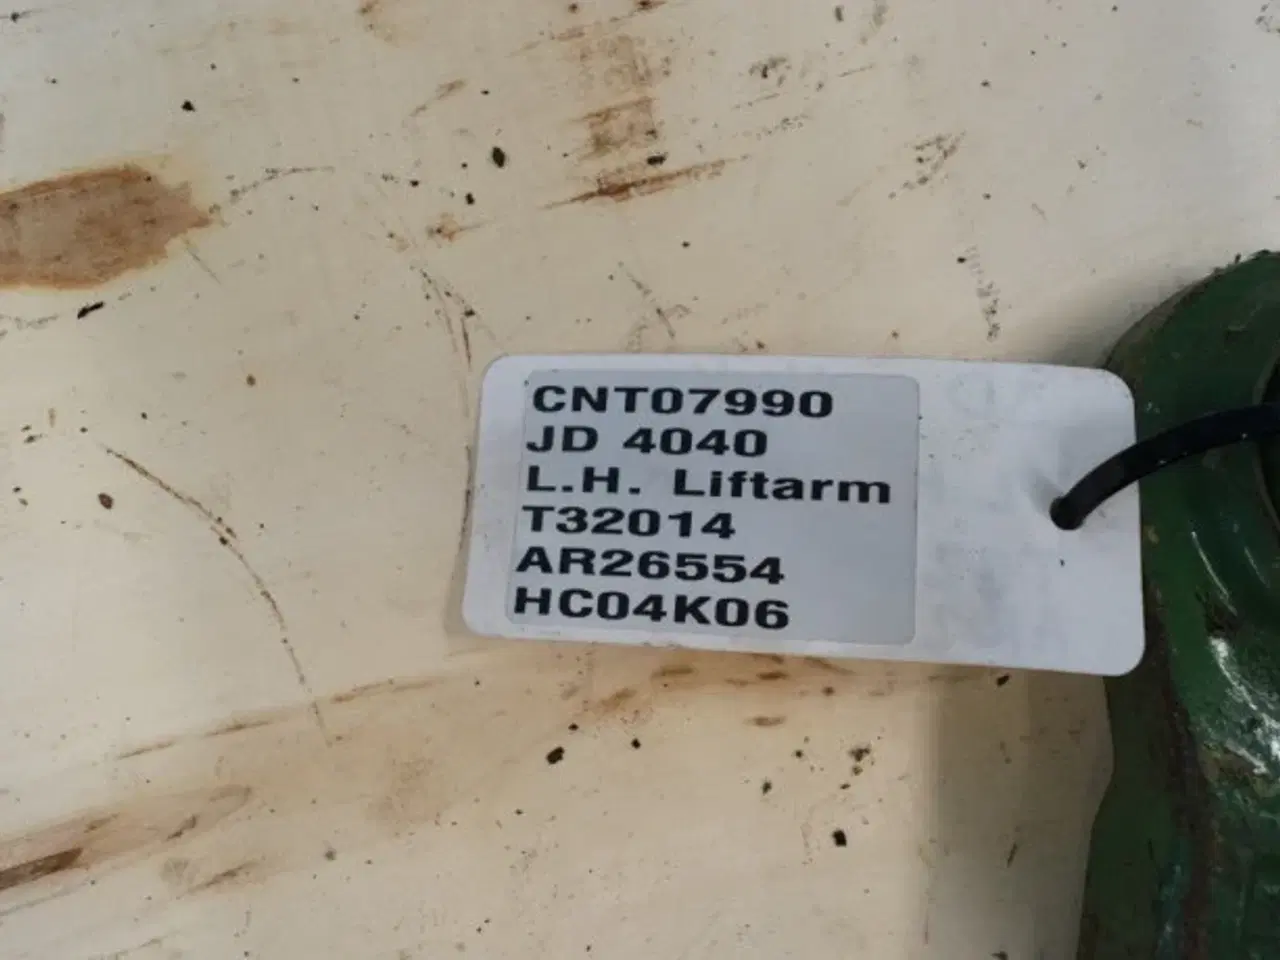 CNT07990
JD 4040
L.H. Liftarm
T32014
AR26554
HC04K06